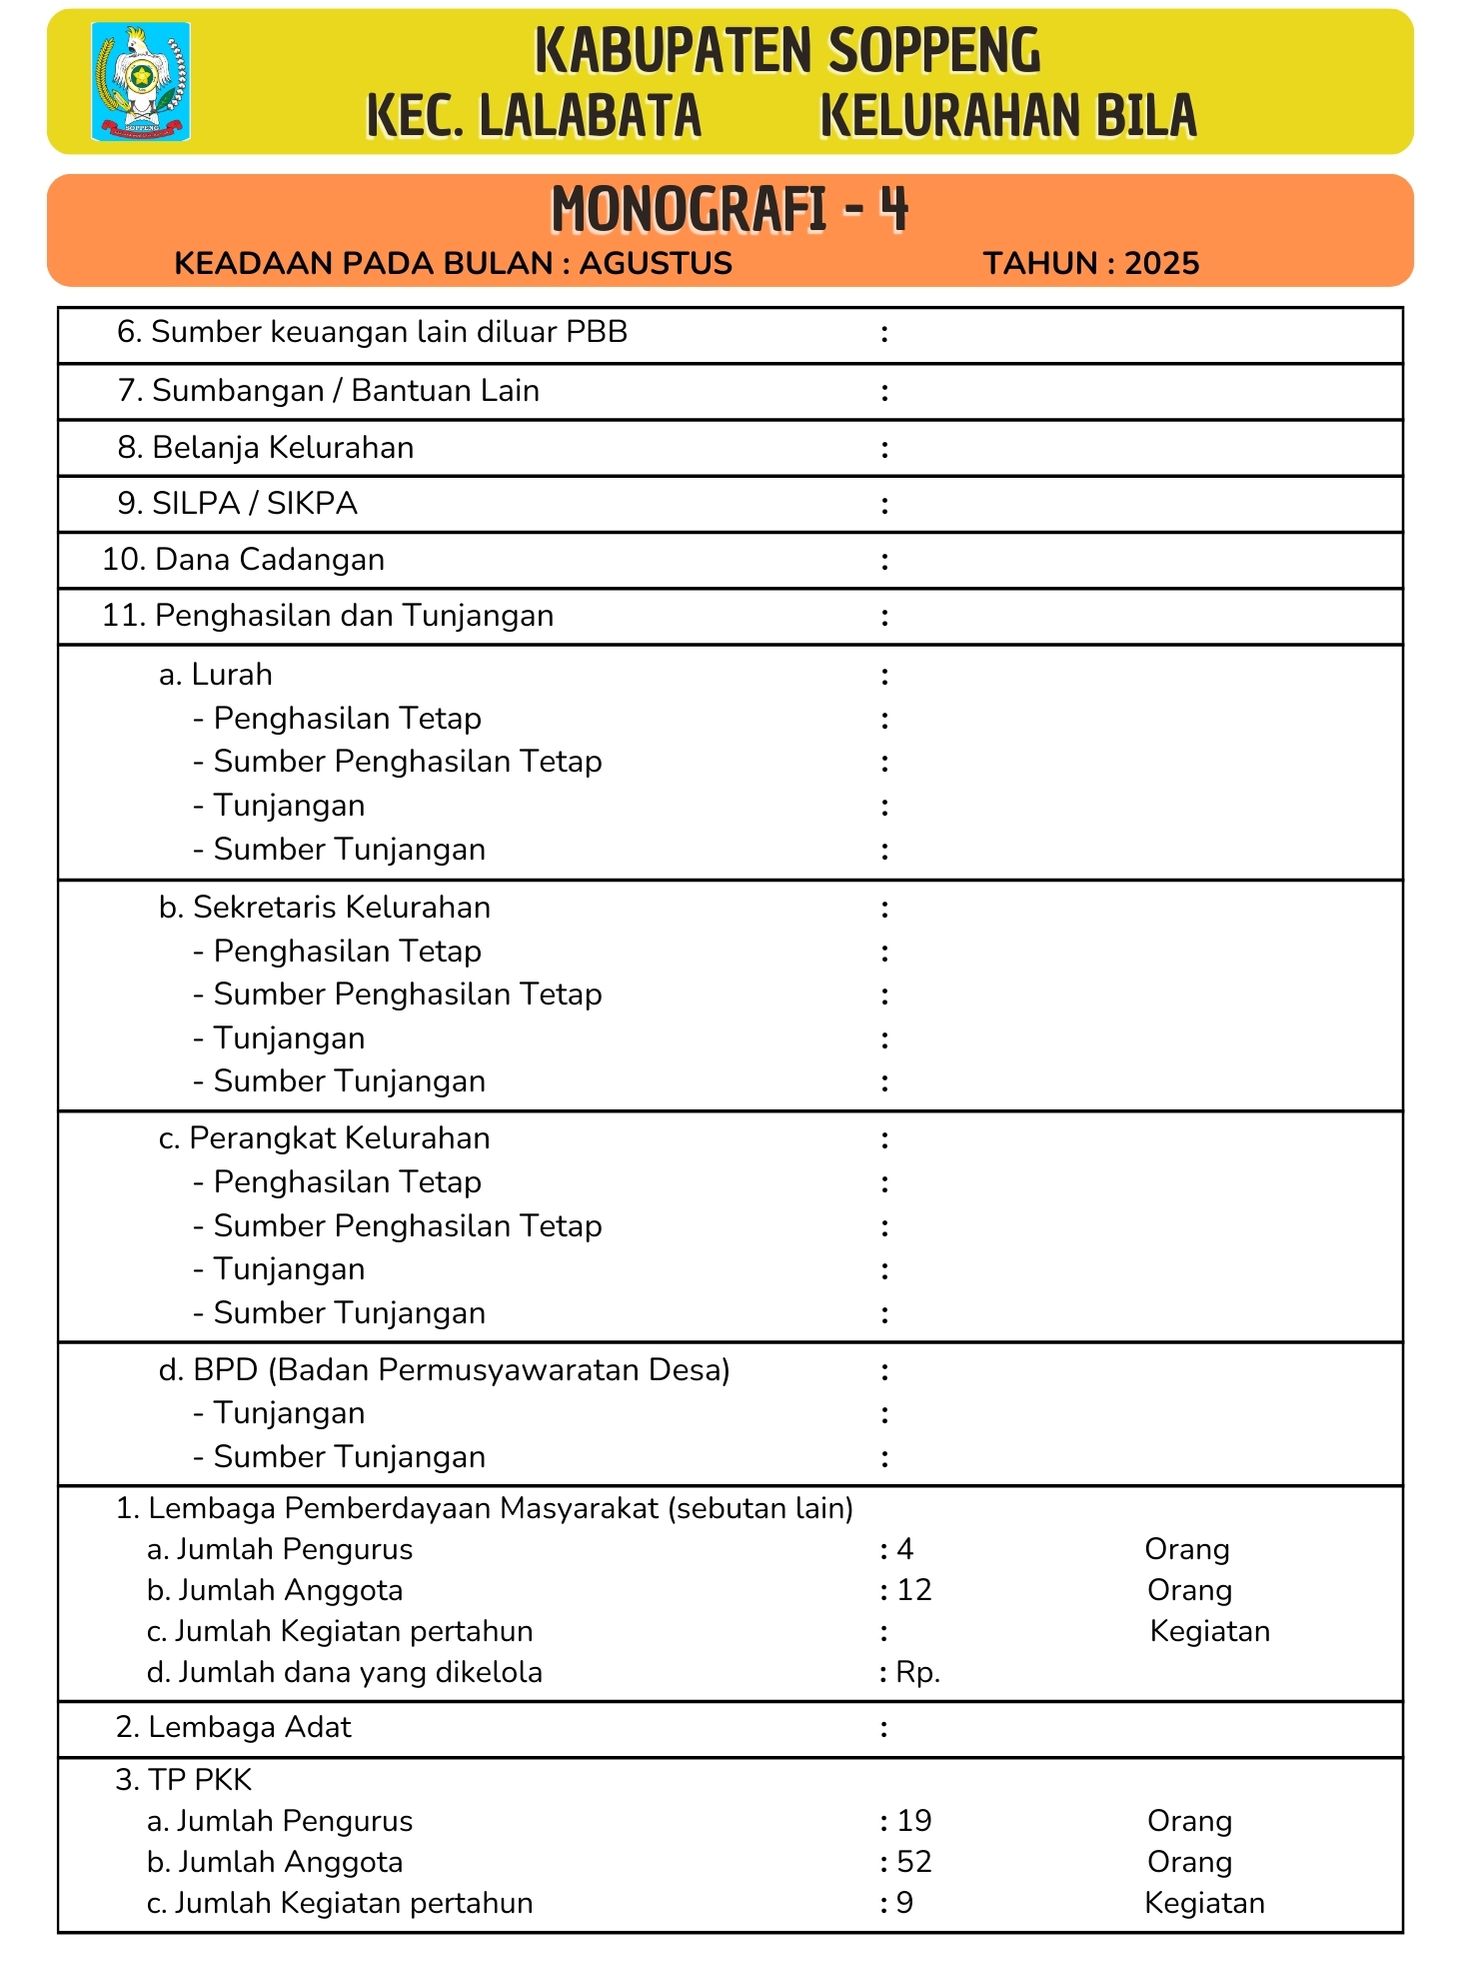 KABUPATEN SOPPENG
KEC. LALABATA KELURAHAN BILA
SOPPENG
MONOGRAFI - 4
KEADAAN PADA BULAN : AGUSTUS TAHUN : 2025
6. Sumber keuangan lain diluar PBB :
7. Sumbangan / Bantuan Lain :
8. Belanja Kelurahan :
9. SILPA / SIKPA :
10. Dana Cadangan :
11. Penghasilan dan Tunjangan :
a. Lurah :
- Penghasilan Tetap :
- Sumber Penghasilan Tetap :
- Tunjangan :
- Sumber Tunjangan :
b. Sekretaris Kelurahan :
- Penghasilan Tetap :
- Sumber Penghasilan Tetap :
- Tunjangan :
- Sumber Tunjangan :
c. Perangkat Kelurahan :
- Penghasilan Tetap :
- Sumber Penghasilan Tetap :
- Tunjangan :
- Sumber Tunjangan :
d. BPD (Badan Permusyawaratan Desa) :
- Tunjangan :
- Sumber Tunjangan :
1. Lembaga Pemberdayaan Masyarakat (sebutan lain)
a. Jumlah Pengurus : 4 Orang
b. Jumlah Anggota : 12 Orang
c. Jumlah Kegiatan pertahun : Kegiatan
d. Jumlah dana yang dikelola : Rp.
2. Lembaga Adat :
3. TP PKK
a. Jumlah Pengurus : 19 Orang
b. Jumlah Anggota : 52 Orang
c. Jumlah Kegiatan pertahun : 9 Kegiatan